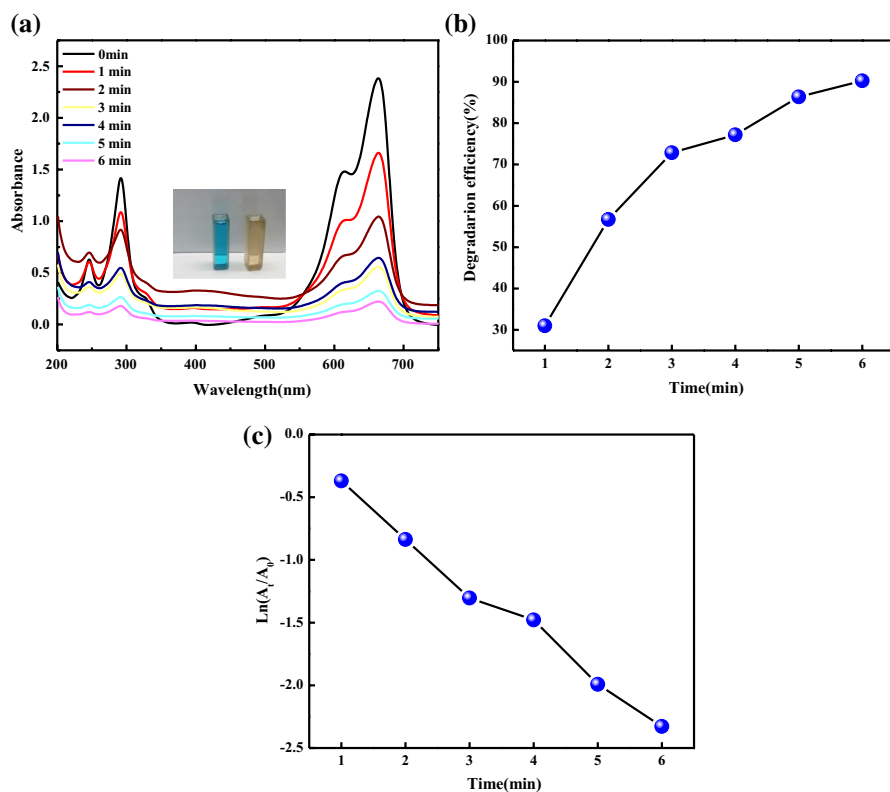 (a)
Absorbance
2.5
2.0
1.5
1.0
0.5
0.0
0min
1 min
2 min
3 min
4 min
5 min
6 min
200 300 400 500 600 700
Wavelength(nm)
(b)
Degradarion efficiency(%)
100
90
80
70
60
50
40
30
1 2 3 4 5 6
Time(min)
(c)
Ln(At/A0)
0.0
-0.5
-1.0
-1.5
-2.0
-2.5
1 2 3 4 5 6
Time(min)